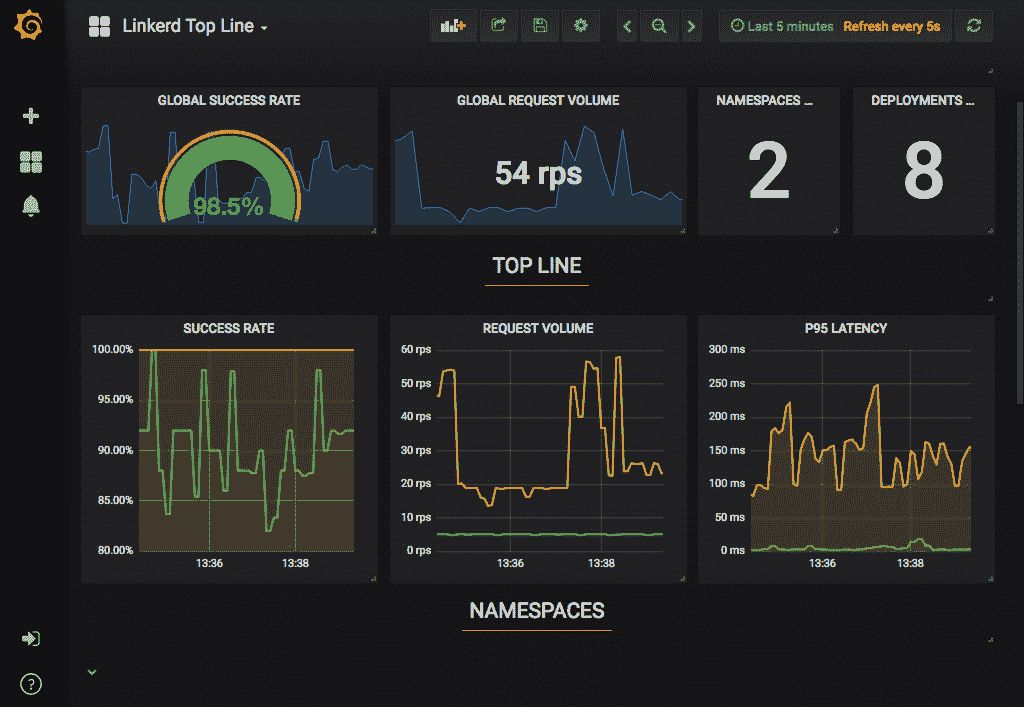 Linkerd Top Line
Last 5 minutes Refresh every 5s
GLOBAL SUCCESS RATE
98.5%
GLOBAL REQUEST VOLUME
54 rps
NAMESPACES ...
2
DEPLOYMENTS ...
8
TOP LINE
SUCCESS RATE
100.00%
95.00%
90.00%
85.00%
80.00%
13:36 13:38
REQUEST VOLUME
60 rps
50 rps
40 rps
30 rps
20 rps
10 rps
0 rps
13:36 13:38
P95 LATENCY
300 ms
250 ms
200 ms
150 ms
100 ms
50 ms
0 ms
13:36 13:38
NAMESPACES